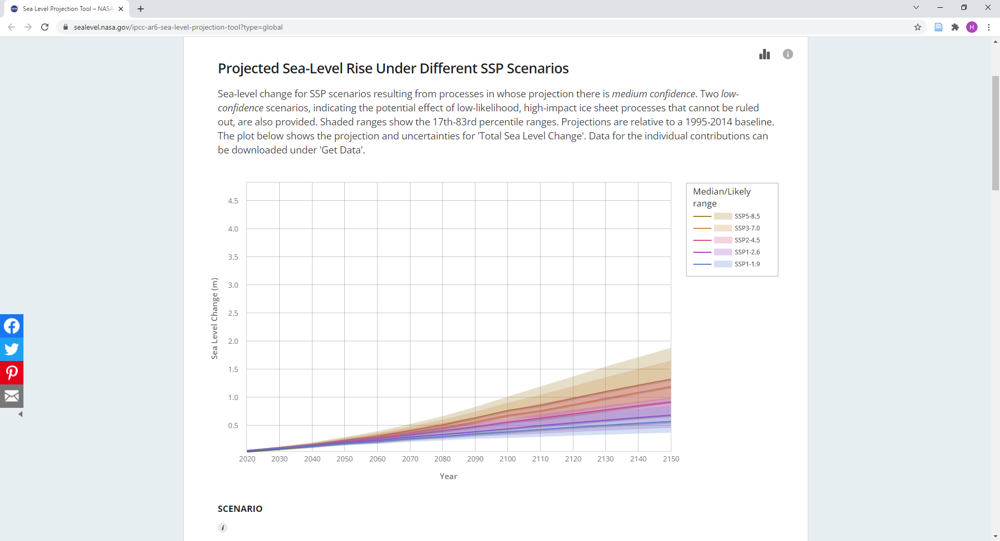 Sea Level Projection Tool – NASA
sealevel.nasa.gov/ipcc-ar6-sea-level-projection-tool?type=global
H
Projected Sea-Level Rise Under Different SSP Scenarios
Sea-level change for SSP scenarios resulting from processes in whose projection there is medium confidence. Two low-
confidence scenarios, indicating the potential effect of low-likelihood, high-impact ice sheet processes that cannot be ruled
out, are also provided. Shaded ranges show the 17th-83rd percentile ranges. Projections are relative to a 1995-2014 baseline.
The plot below shows the projection and uncertainties for 'Total Sea Level Change'. Data for the individual contributions can
be downloaded under 'Get Data'.
Sea Level Change (m)
4.5
4.0
3.5
3.0
2.5
2.0
1.5
1.0
0.5
2020 2030 2040 2050 2060 2070 2080 2090 2100 2110 2120 2130 2140 2150
Year
Median/Likely
range
SSP5-8.5
SSP3-7.0
SSP2-4.5
SSP1-2.6
SSP1-1.9
SCENARIO
i